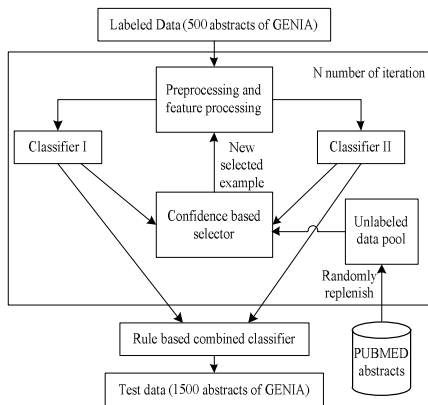 Labeled Data (500 abstracts of GENIA)
N number of iteration
Preprocessing and
feature processing
Classifier I
Classifier II
New
selected
example
Confidence based
selector
Unlabeled
data pool
Randomly
replenish
Rule based combined classifier
PUBMED
abstracts
Test data (1500 abstracts of GENIA)